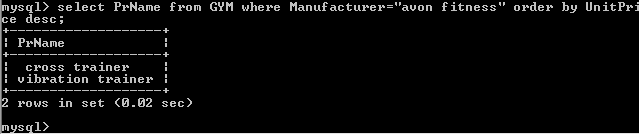 mysql> select PrName from GYM where Manufacturer="avon fitness" order by UnitPri
ce desc;
+-------------------+
| PrName            |
+-------------------+
|  cross trainer    |
| vibration trainer |
+-------------------+
2 rows in set (0.02 sec)
mysql>